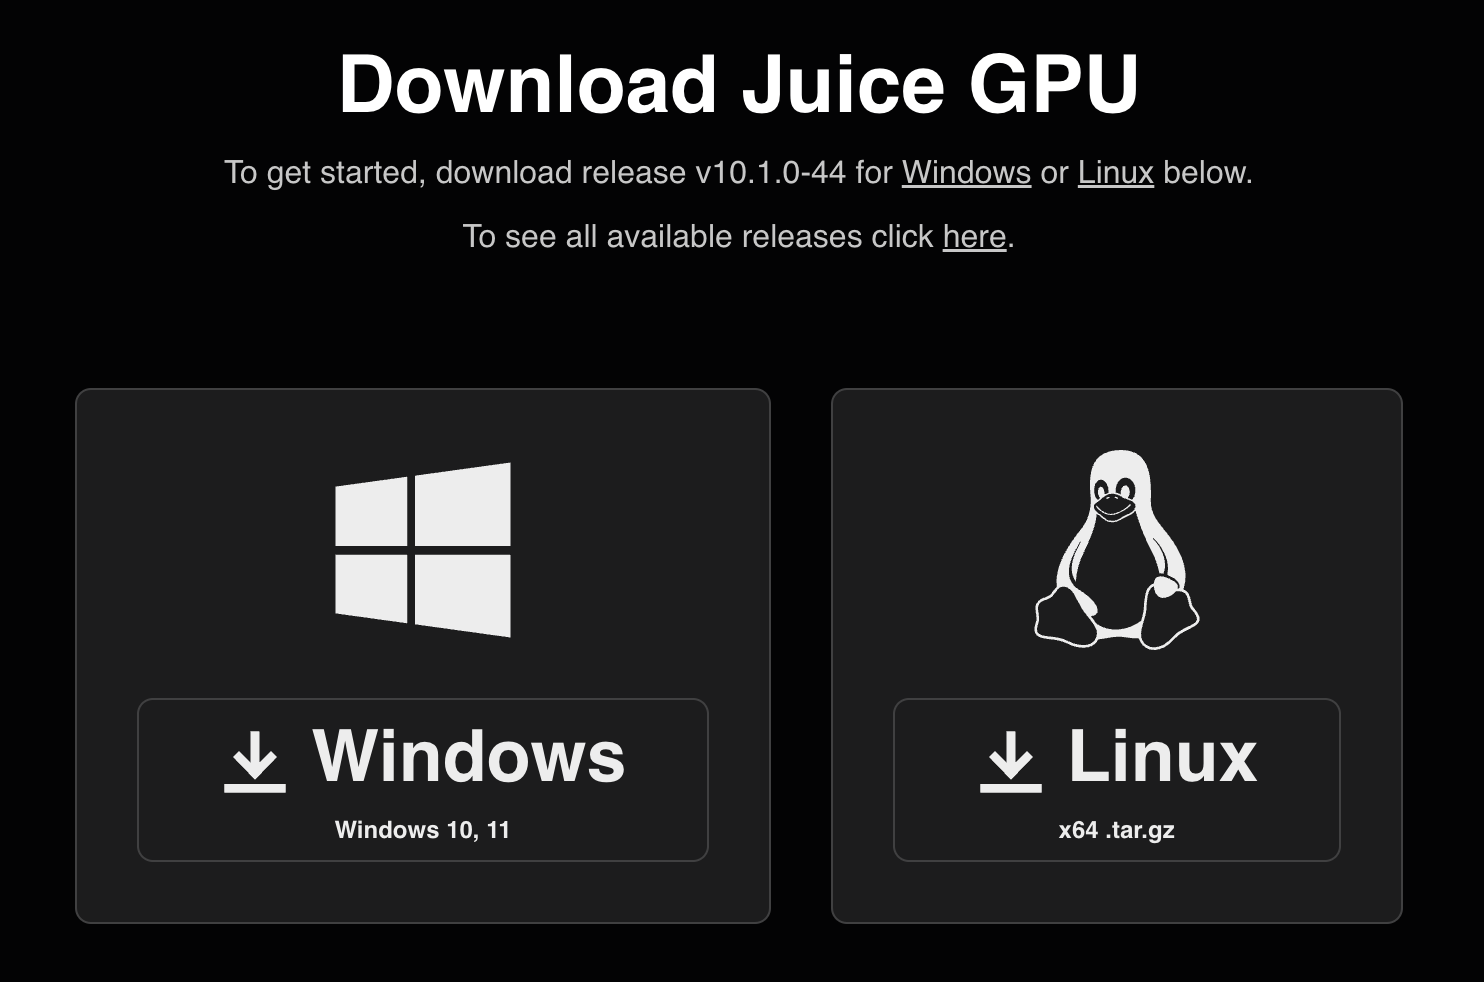 Download Juice GPU
To get started, download release v10.1.0-44 for Windows or Linux below.
To see all available releases click here.
Windows
Windows 10, 11
Linux
x64 .tar.gz